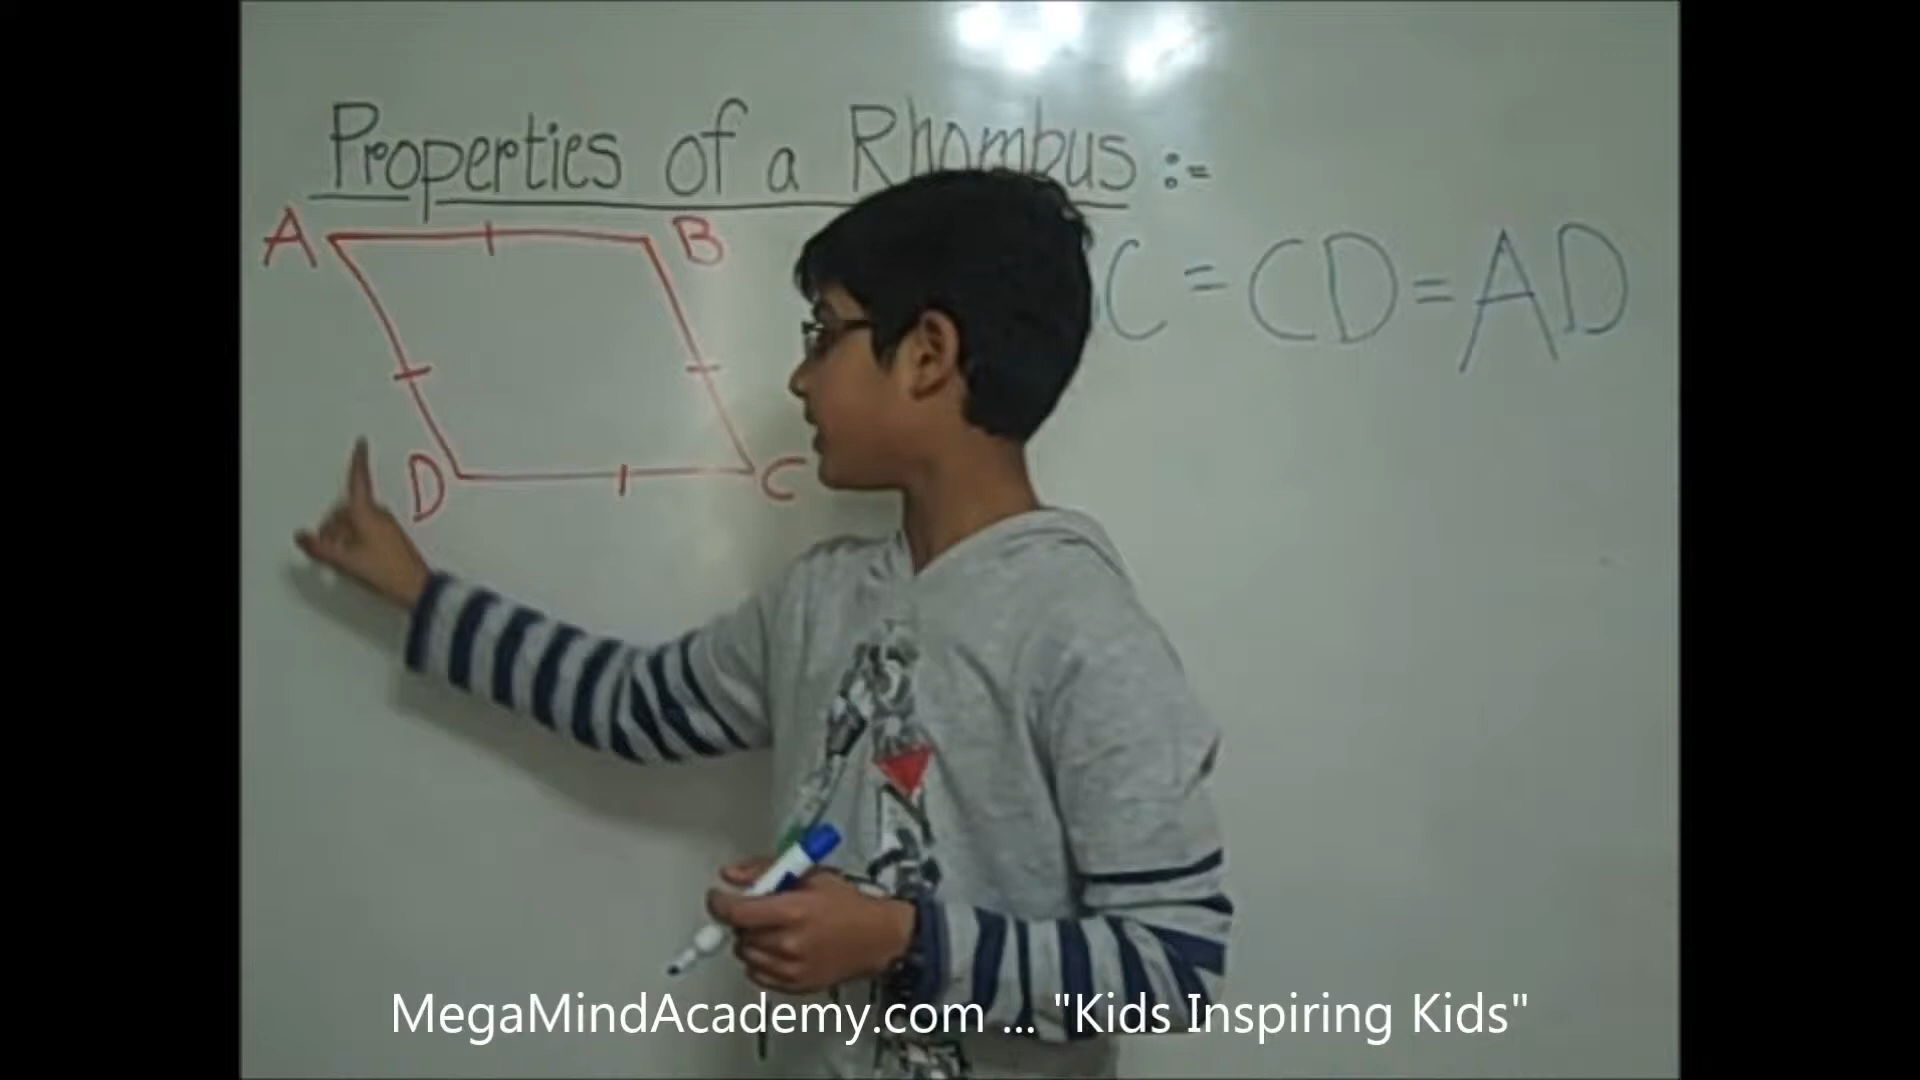 Properties of a Rhombus :-
A B
C = CD = AD
D C
MegaMindAcademy.com ... "Kids Inspiring Kids"